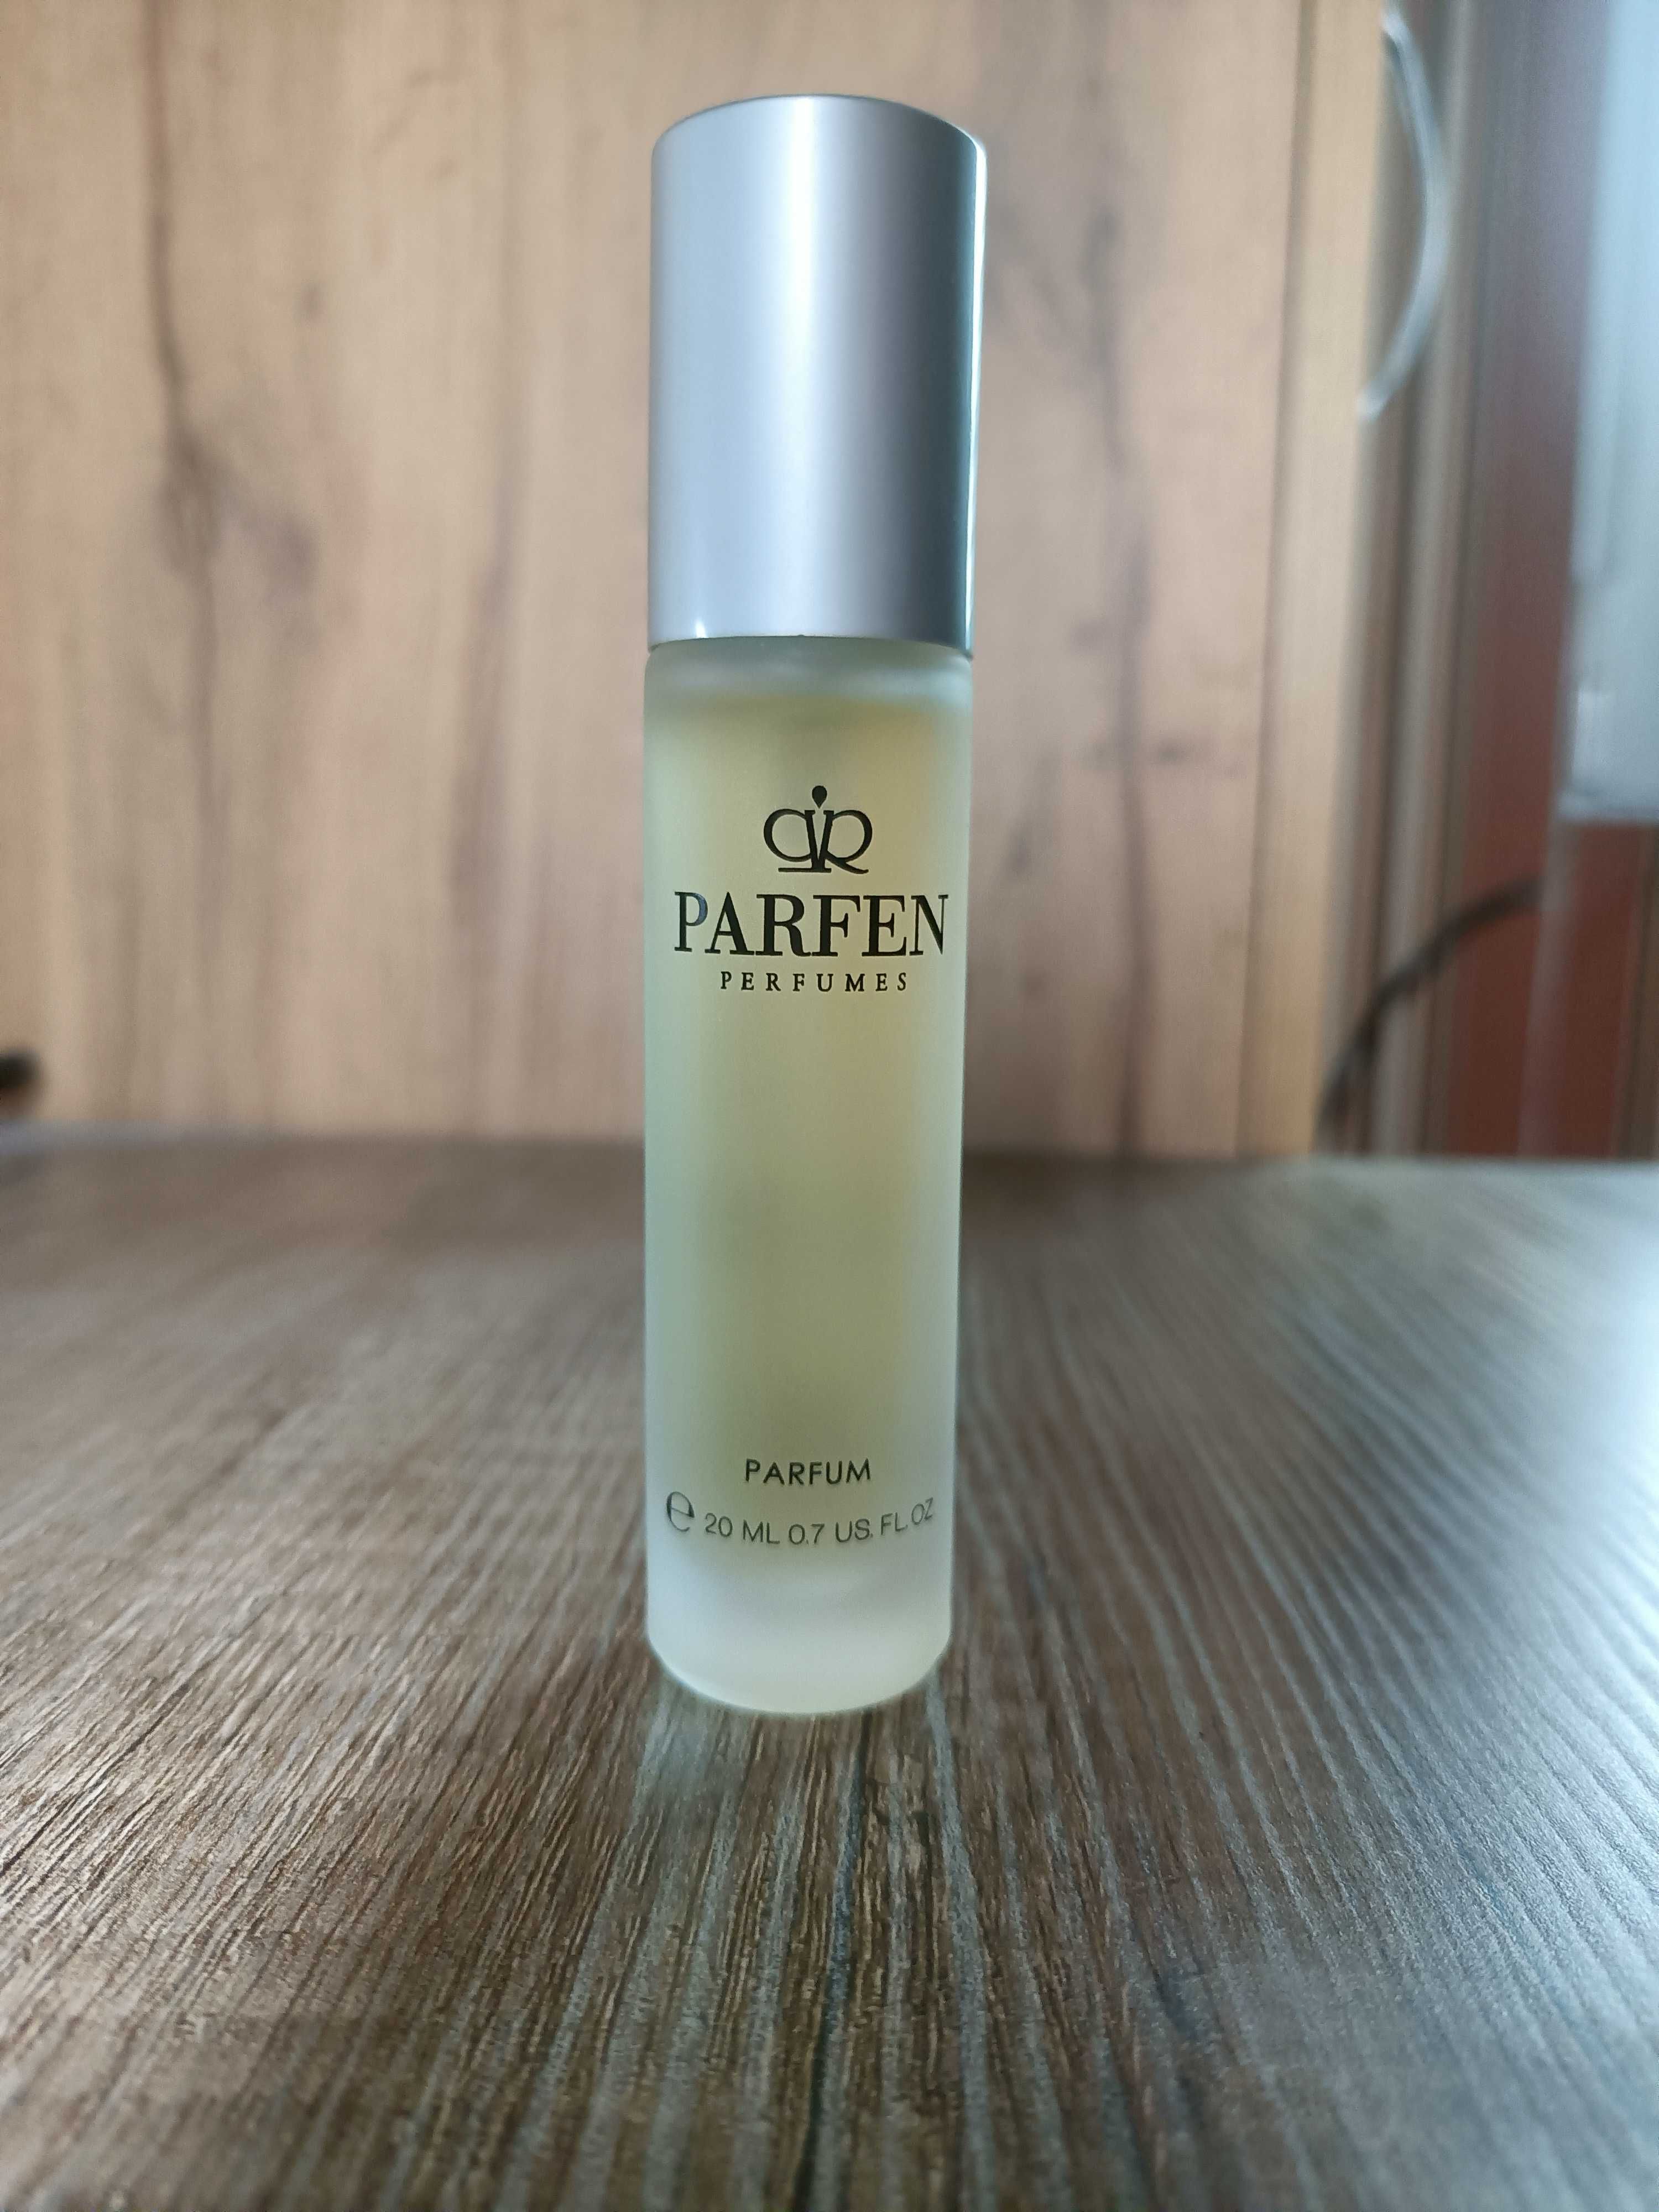 PARFEN
PERFUMES
PARFUM
℮ 20 ML 0.7 US. FL.OZ